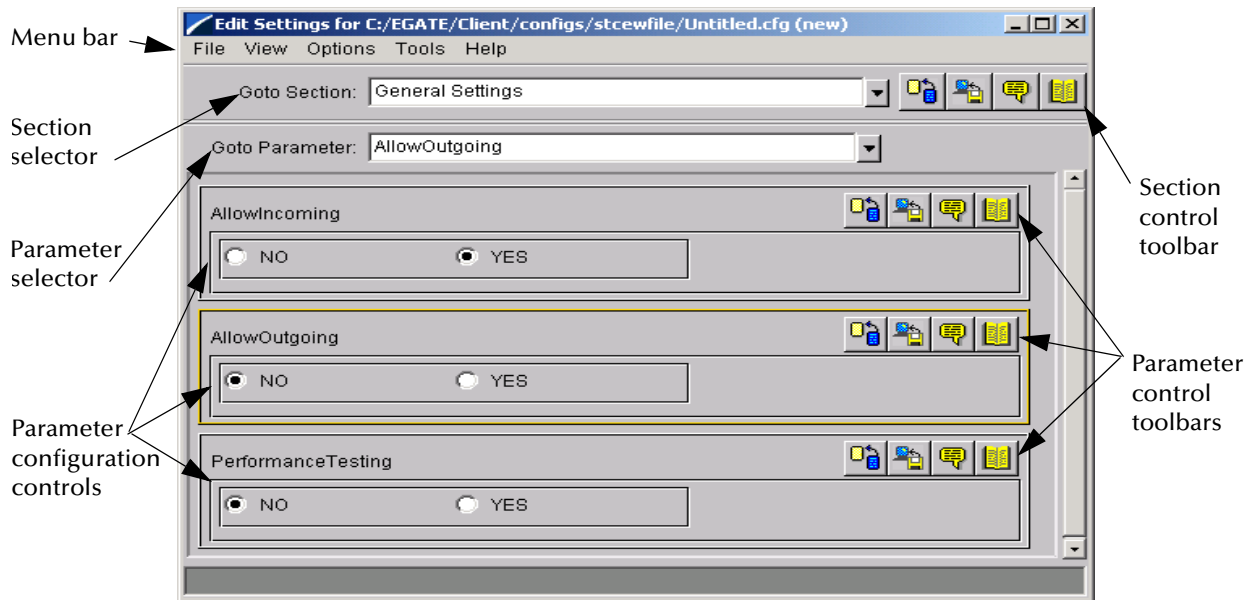 Edit Settings for C:/EGATE/Client/configs/stcewfile/Untitled.cfg (new)
Menu bar
File View Options Tools Help
Goto Section: General Settings
Section
selector
Goto Parameter: AllowOutgoing
Section
control
toolbar
AllowIncoming
NO YES
Parameter
selector
AllowOutgoing
NO YES
Parameter
control
toolbars
Parameter
configuration
controls
PerformanceTesting
NO YES